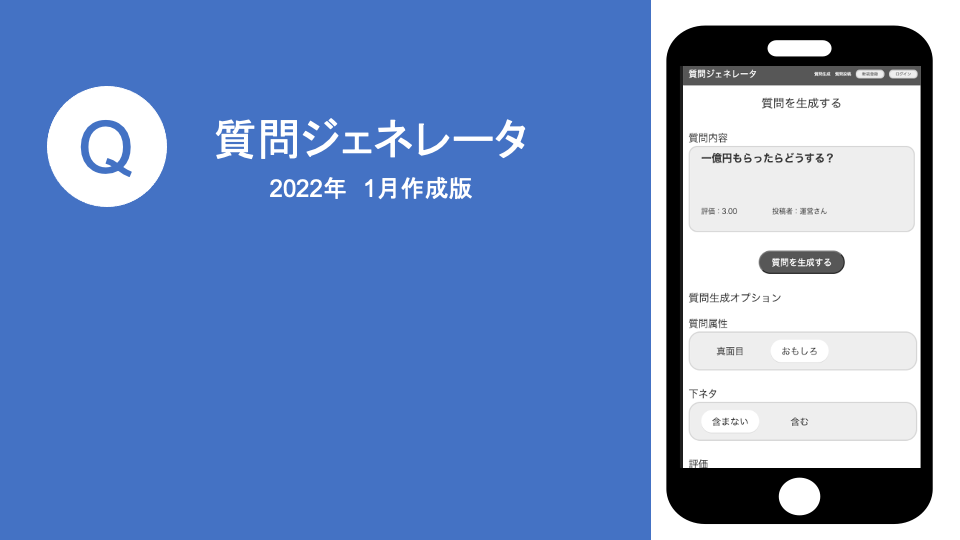 Q
質問ジェネレータ
2022年 1月作成版
質問ジェネレータ 質問生成 質問投稿 新規登録 ログイン
質問を生成する
質問内容
一億円もらったらどうする？
評価：3.00 投稿者：運営さん
質問を生成する
質問生成オプション
質問属性
真面目 おもしろ
下ネタ
含まない 含む
評価